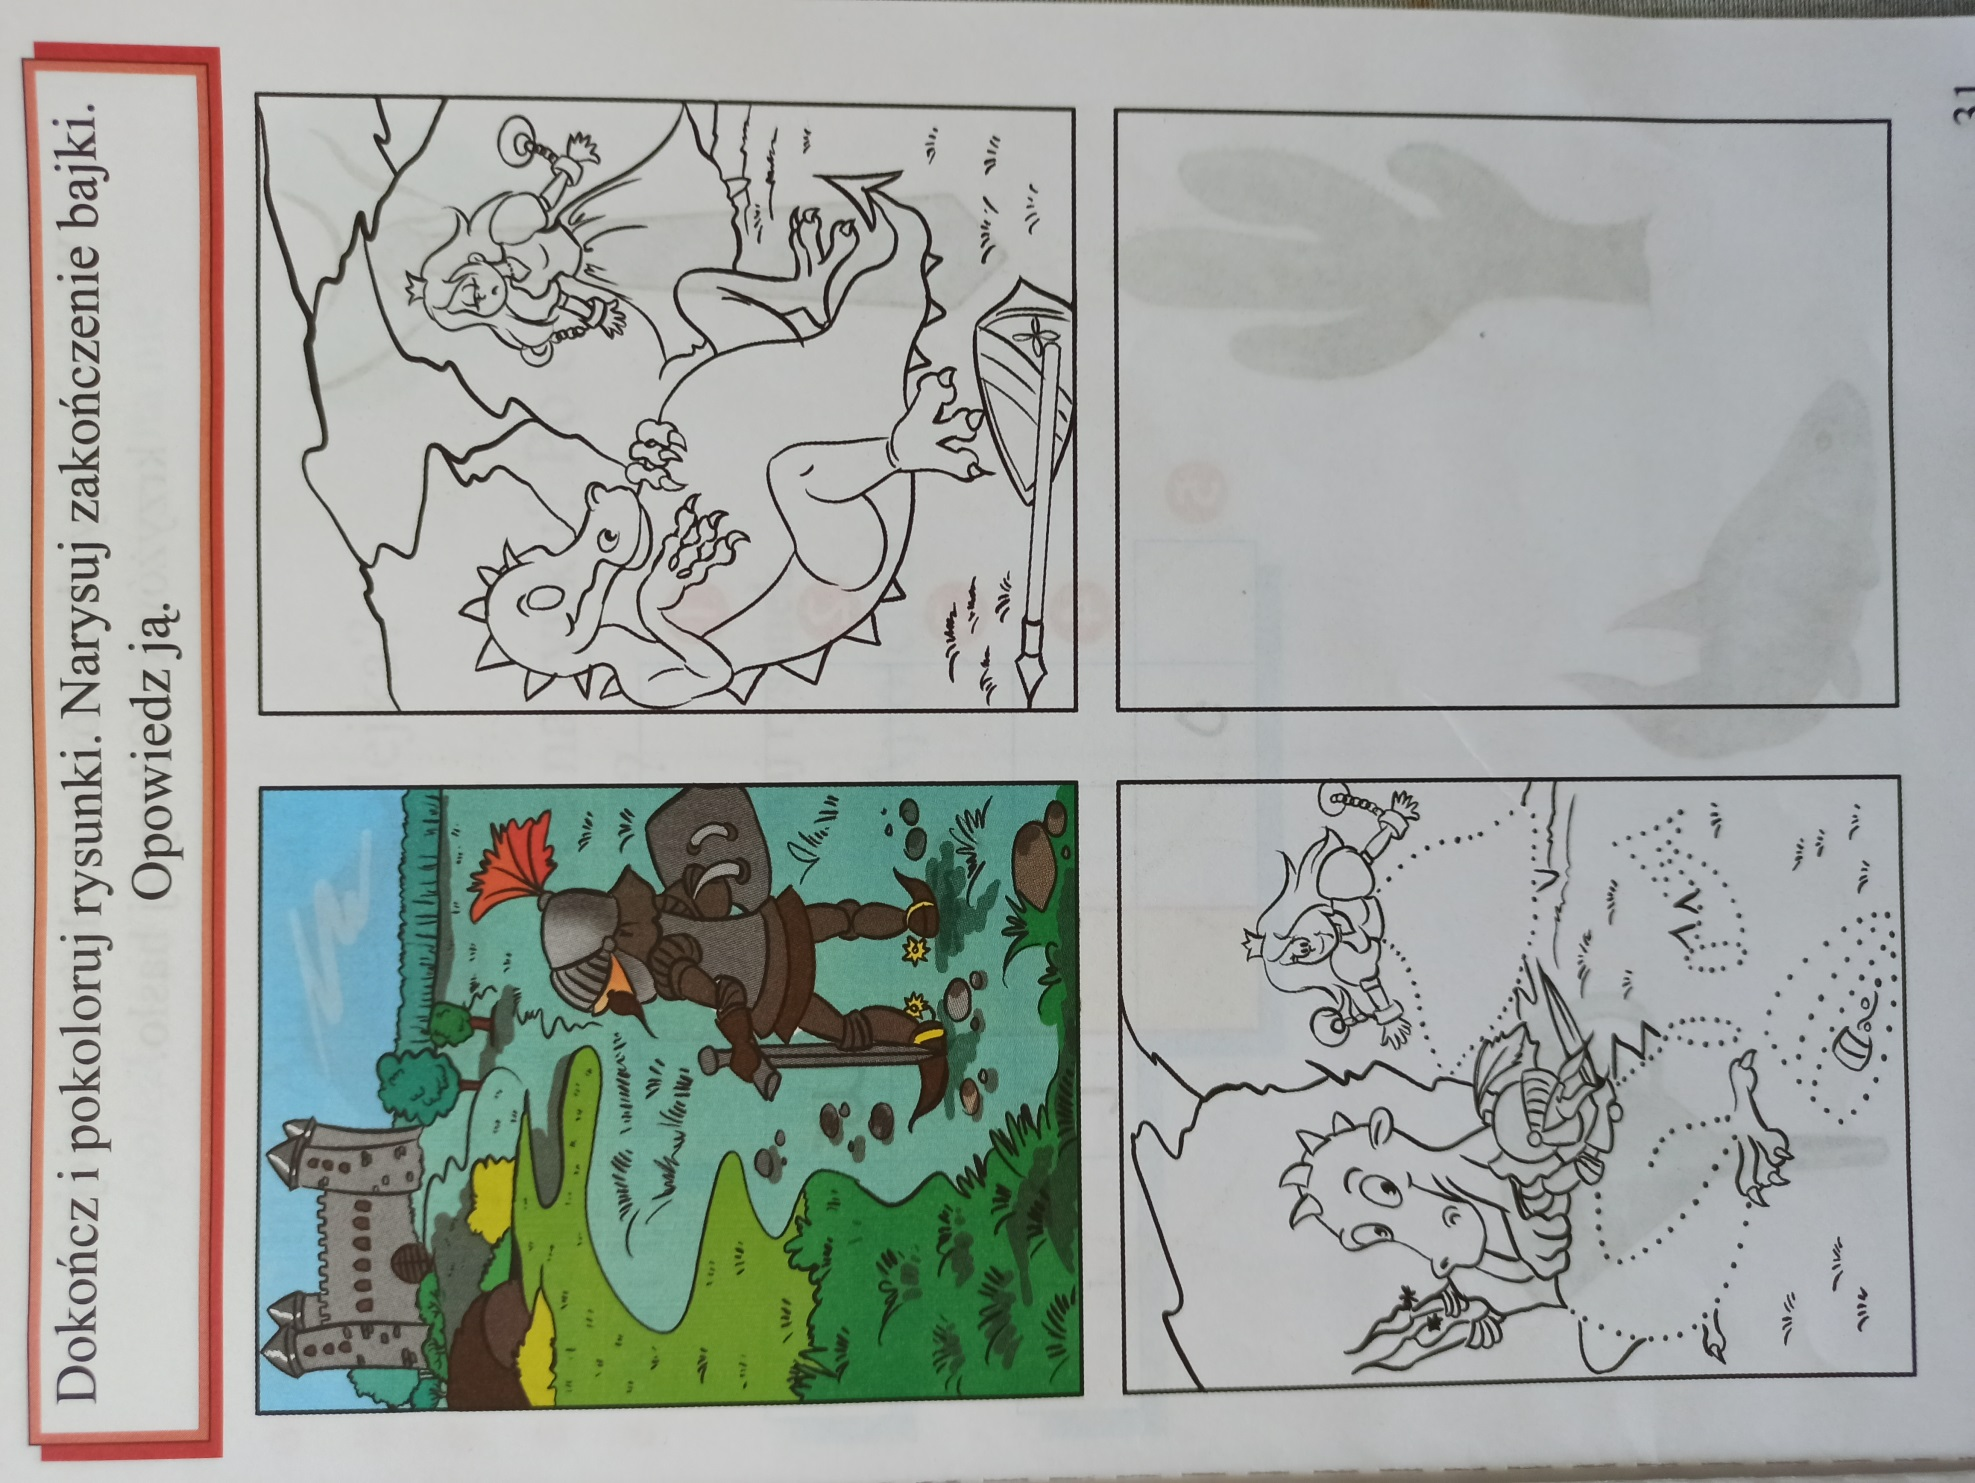 Dokończ i pokoloruj rysunki. Narysuj zakończenie bajki.
Opowiedz ją.
31